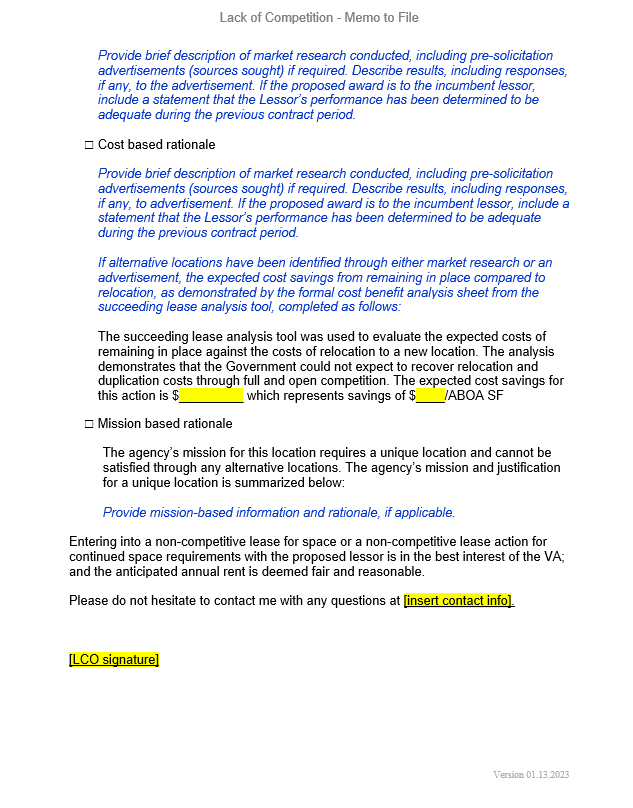 Lack of Competition - Memo to File
Provide brief description of market research conducted, including pre-solicitation
advertisements (sources sought) if required. Describe results, including responses,
if any, to the advertisement. If the proposed award is to the incumbent lessor,
include a statement that the Lessor's performance has been determined to be
adequate during the previous contract period.
☐ Cost based rationale
Provide brief description of market research conducted, including pre-solicitation
advertisements (sources sought) if required. Describe results, including responses,
if any, to advertisement. If the proposed award is to the incumbent lessor, include a
statement that the Lessor's performance has been determined to be adequate
during the previous contract period.
If alternative locations have been identified through either market research or an
advertisement, the expected cost savings from remaining in place compared to
relocation, as demonstrated by the formal cost benefit analysis sheet from the
succeeding lease analysis tool, completed as follows:
The succeeding lease analysis tool was used to evaluate the expected costs of
remaining in place against the costs of relocation to a new location. The analysis
demonstrates that the Government could not expect to recover relocation and
duplication costs through full and open competition. The expected cost savings for
this action is $_________ which represents savings of $____/ABOA SF
☐ Mission based rationale
The agency's mission for this location requires a unique location and cannot be
satisfied through any alternative locations. The agency's mission and justification
for a unique location is summarized below:
Provide mission-based information and rationale, if applicable.
Entering into a non-competitive lease for space or a non-competitive lease action for
continued space requirements with the proposed lessor is in the best interest of the VA;
and the anticipated annual rent is deemed fair and reasonable.
Please do not hesitate to contact me with any questions at [insert contact info].
[LCO signature]
Version 01.13.2023